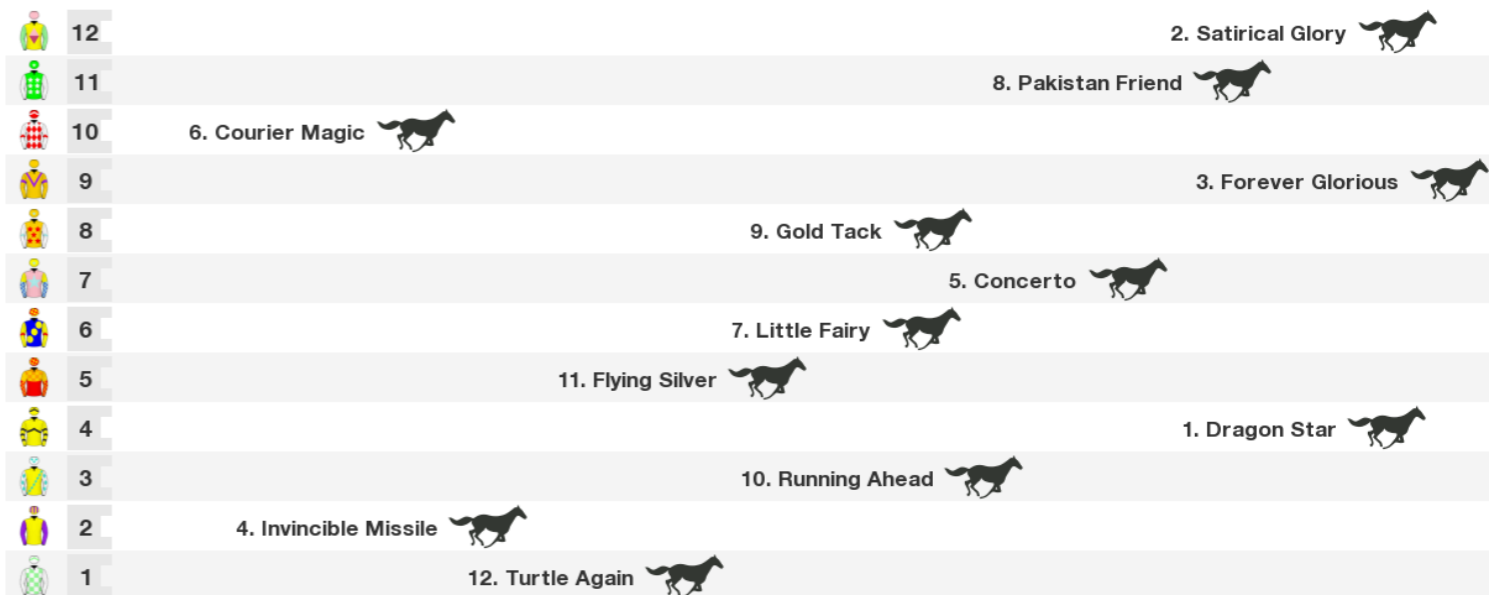 12 2. Satirical Glory
11 8. Pakistan Friend
10 6. Courier Magic
9 3. Forever Glorious
8 9. Gold Tack
7 5. Concerto
6 7. Little Fairy
5 11. Flying Silver
4 1. Dragon Star
3 10. Running Ahead
2 4. Invincible Missile
1 12. Turtle Again